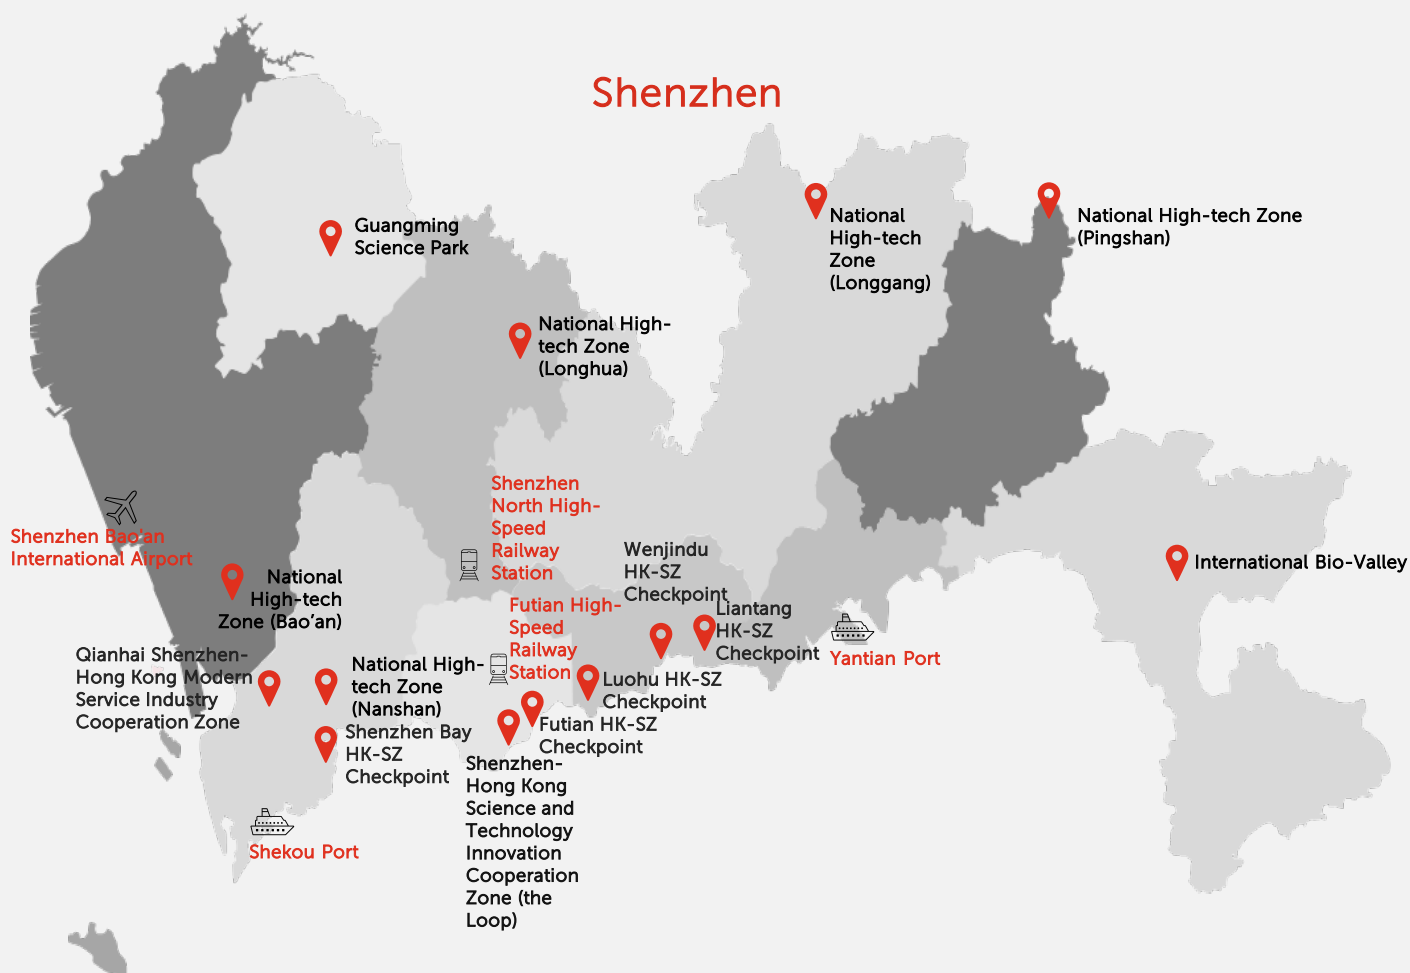 Shenzhen
National High-tech Zone
(Pingshan)
National
High-tech
Zone
(Longgang)
Guangming
Science Park
National High-
tech Zone
(Longhua)
Shenzhen
North High-
Speed
Railway
Station
Shenzhen Bao'an
International Airport
Wenjindu
HK-SZ
Checkpoint
International Bio-Valley
National
High-tech
Zone (Bao’an)
Futian High-
Speed
Railway
Station
Liantang
HK-SZ
Checkpoint
Yantian Port
Qianhai Shenzhen-
Hong Kong Modern
Service Industry
Cooperation Zone
National High-
tech Zone
(Nanshan)
Luohu HK-SZ
Checkpoint
Shenzhen Bay
HK-SZ
Checkpoint
Futian HK-SZ
Checkpoint
Shenzhen-
Hong Kong
Science and
Technology
Innovation
Cooperation
Zone (the
Loop)
Shekou Port